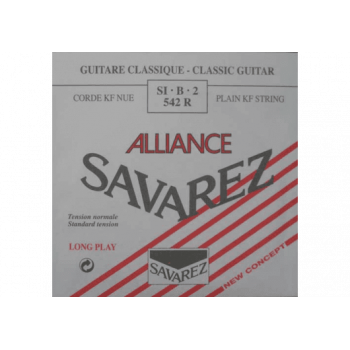 GUITARE CLASSIQUE - CLASSIC GUITAR
CORDE KF NUE
SI · B · 2
542 R
PLAIN KF STRING
ALLIANCE
SAVAREZ
Tension normale
Standard tension
LONG PLAY
SAVAREZ
NEW CONCEPT